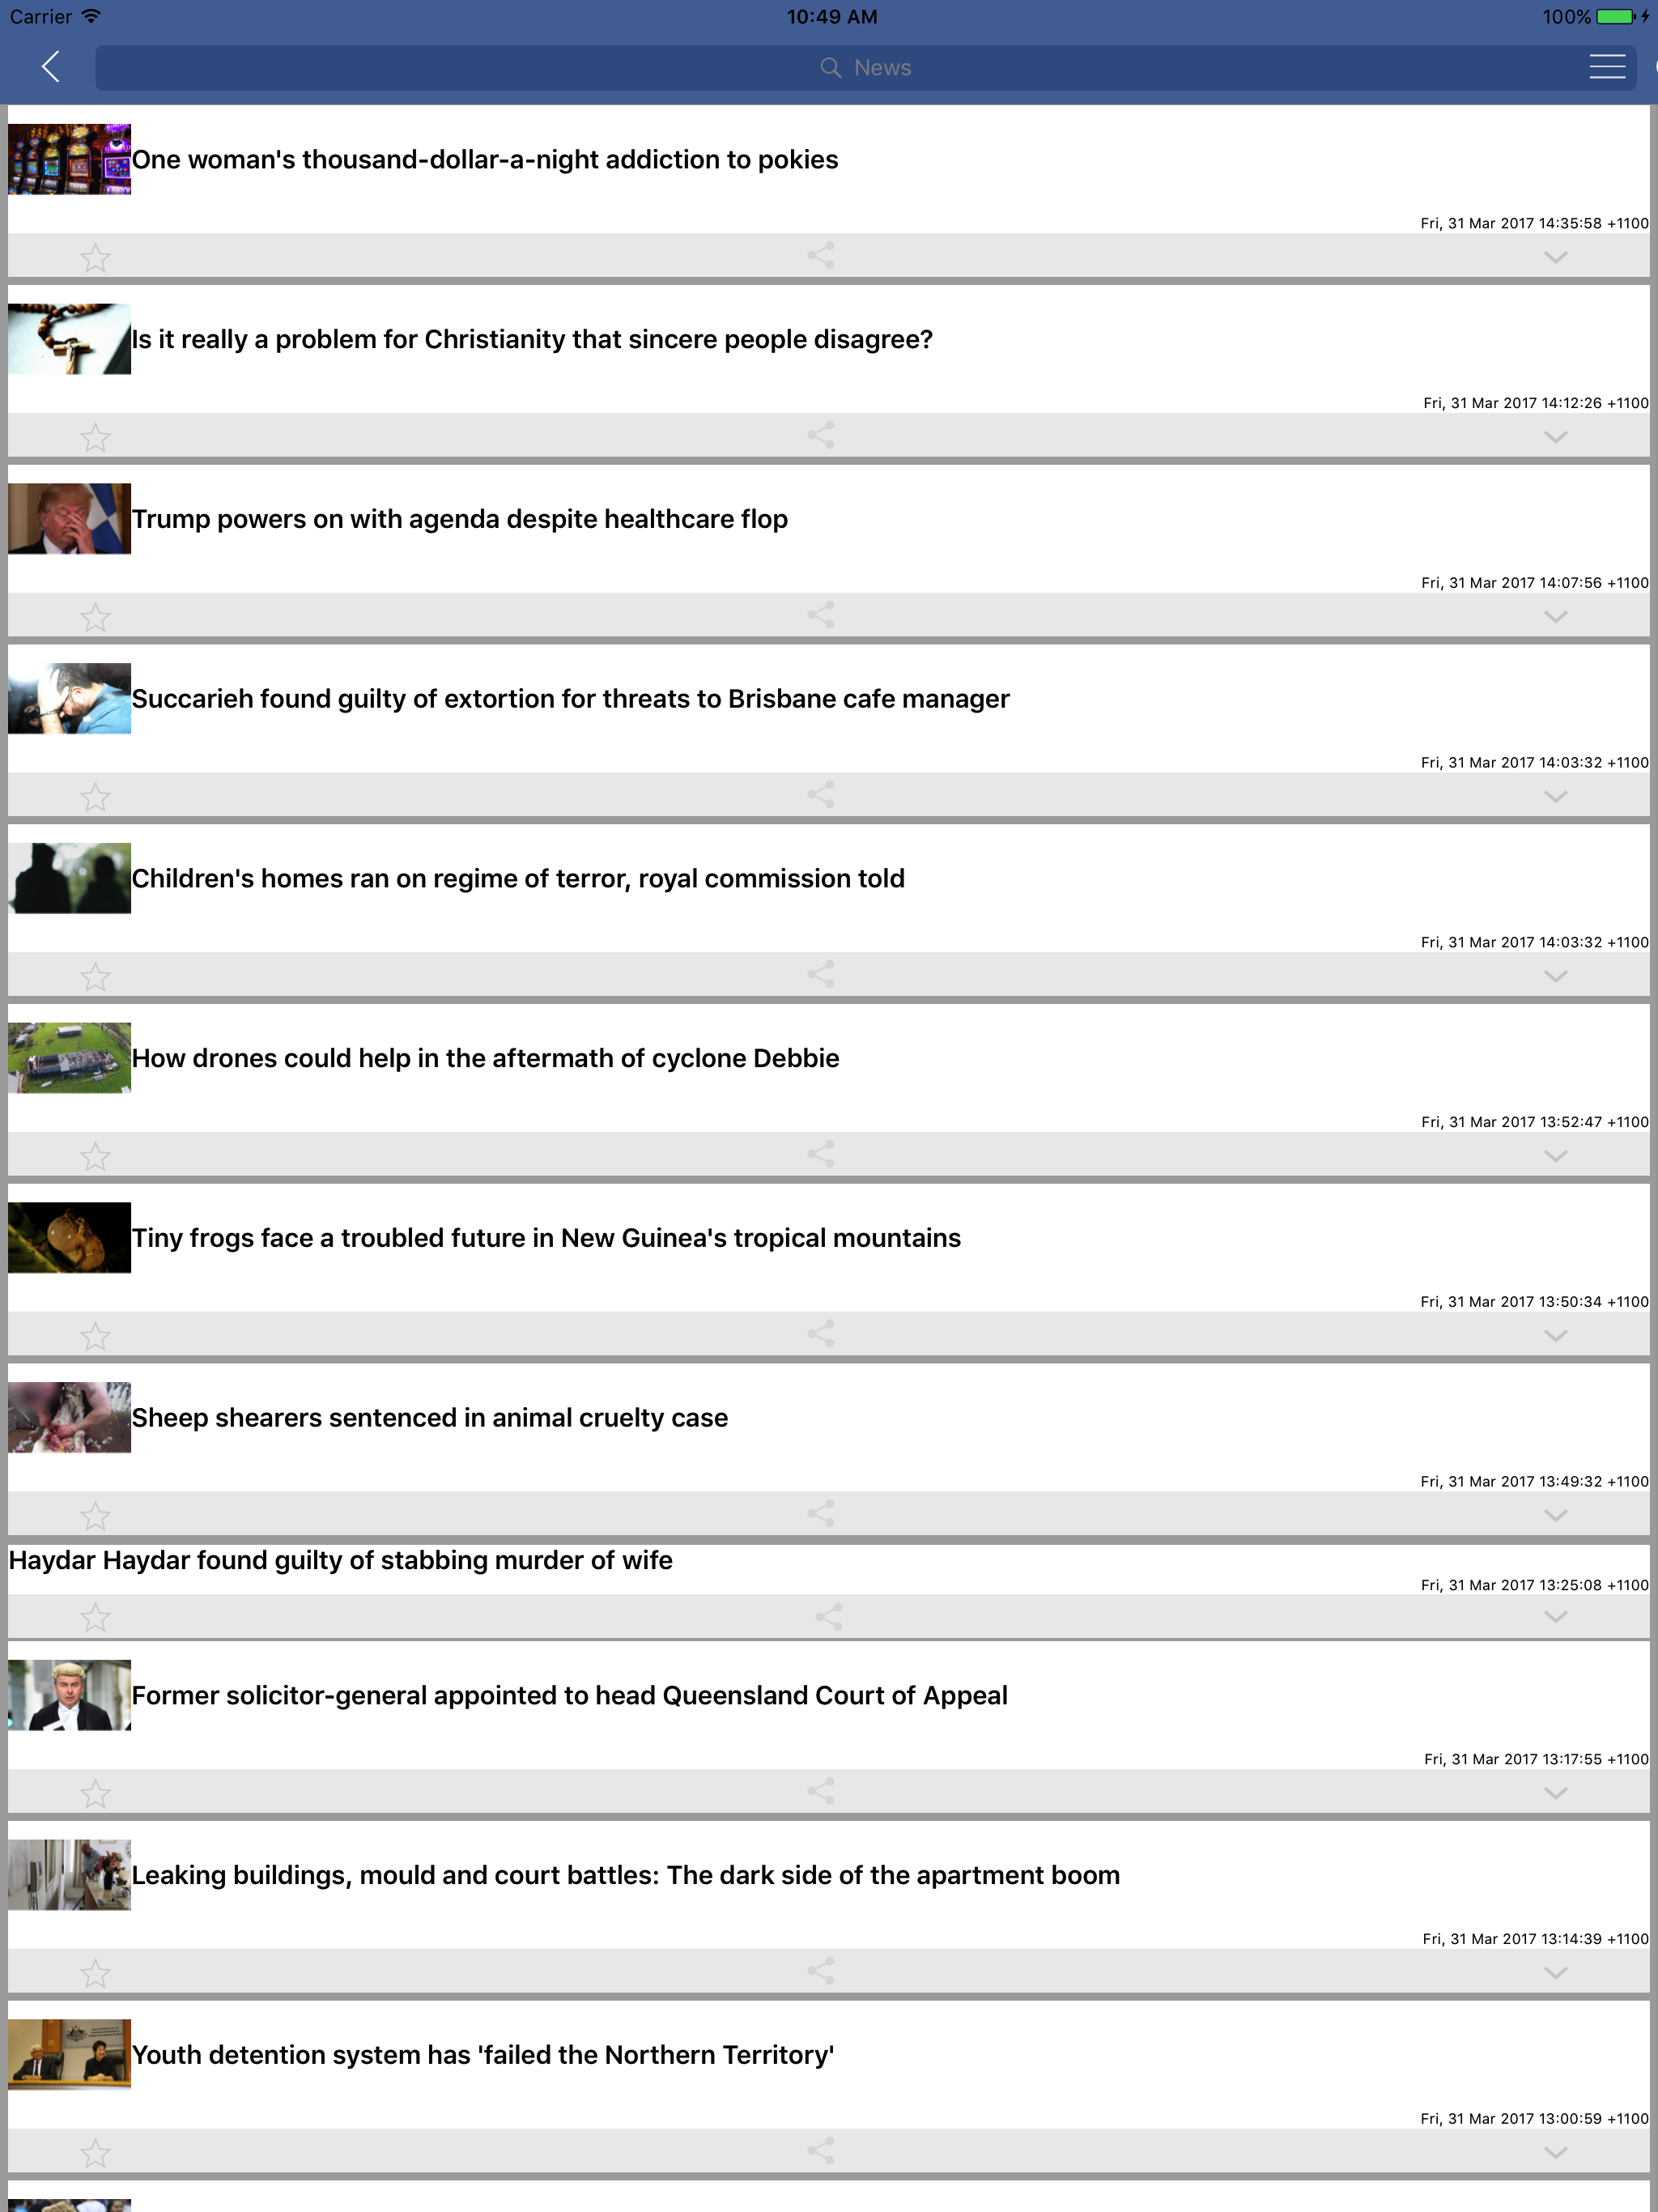 Carrier 10:49 AM 100%
News
One woman's thousand-dollar-a-night addiction to pokies
Fri, 31 Mar 2017 14:35:58 +1100
Is it really a problem for Christianity that sincere people disagree?
Fri, 31 Mar 2017 14:12:26 +1100
Trump powers on with agenda despite healthcare flop
Fri, 31 Mar 2017 14:07:56 +1100
Succarieh found guilty of extortion for threats to Brisbane cafe manager
Fri, 31 Mar 2017 14:03:32 +1100
Children's homes ran on regime of terror, royal commission told
Fri, 31 Mar 2017 14:03:32 +1100
How drones could help in the aftermath of cyclone Debbie
Fri, 31 Mar 2017 13:52:47 +1100
Tiny frogs face a troubled future in New Guinea's tropical mountains
Fri, 31 Mar 2017 13:50:34 +1100
Sheep shearers sentenced in animal cruelty case
Fri, 31 Mar 2017 13:49:32 +1100
Haydar Haydar found guilty of stabbing murder of wife
Fri, 31 Mar 2017 13:25:08 +1100
Former solicitor-general appointed to head Queensland Court of Appeal
Fri, 31 Mar 2017 13:17:55 +1100
Leaking buildings, mould and court battles: The dark side of the apartment boom
Fri, 31 Mar 2017 13:14:39 +1100
Youth detention system has 'failed the Northern Territory'
Fri, 31 Mar 2017 13:00:59 +1100